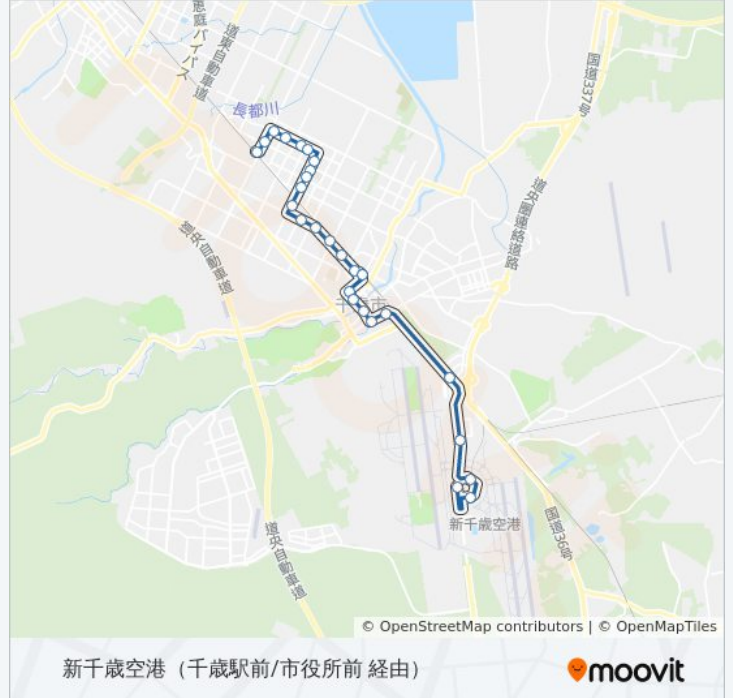 恵庭バイパス
道東自動車道
国道337号
長都川
道央圏連絡道路
道央自動車道
千歳市
新千歳空港
国道36号
道央自動車道
© OpenStreetMap contributors | © OpenMapTiles
新千歳空港（千歳駅前/市役所前 経由）
moovit